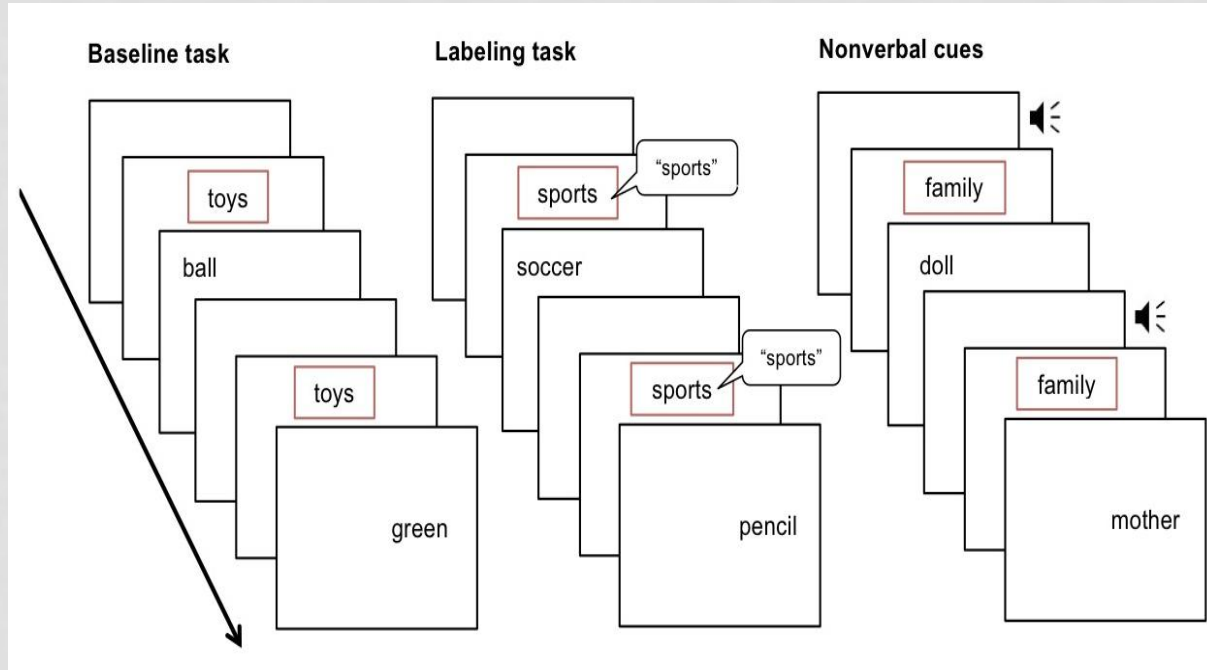 Baseline task
toys
ball
toys
green
Labeling task
sports
“sports”
soccer
sports
“sports”
pencil
Nonverbal cues
family
doll
family
mother